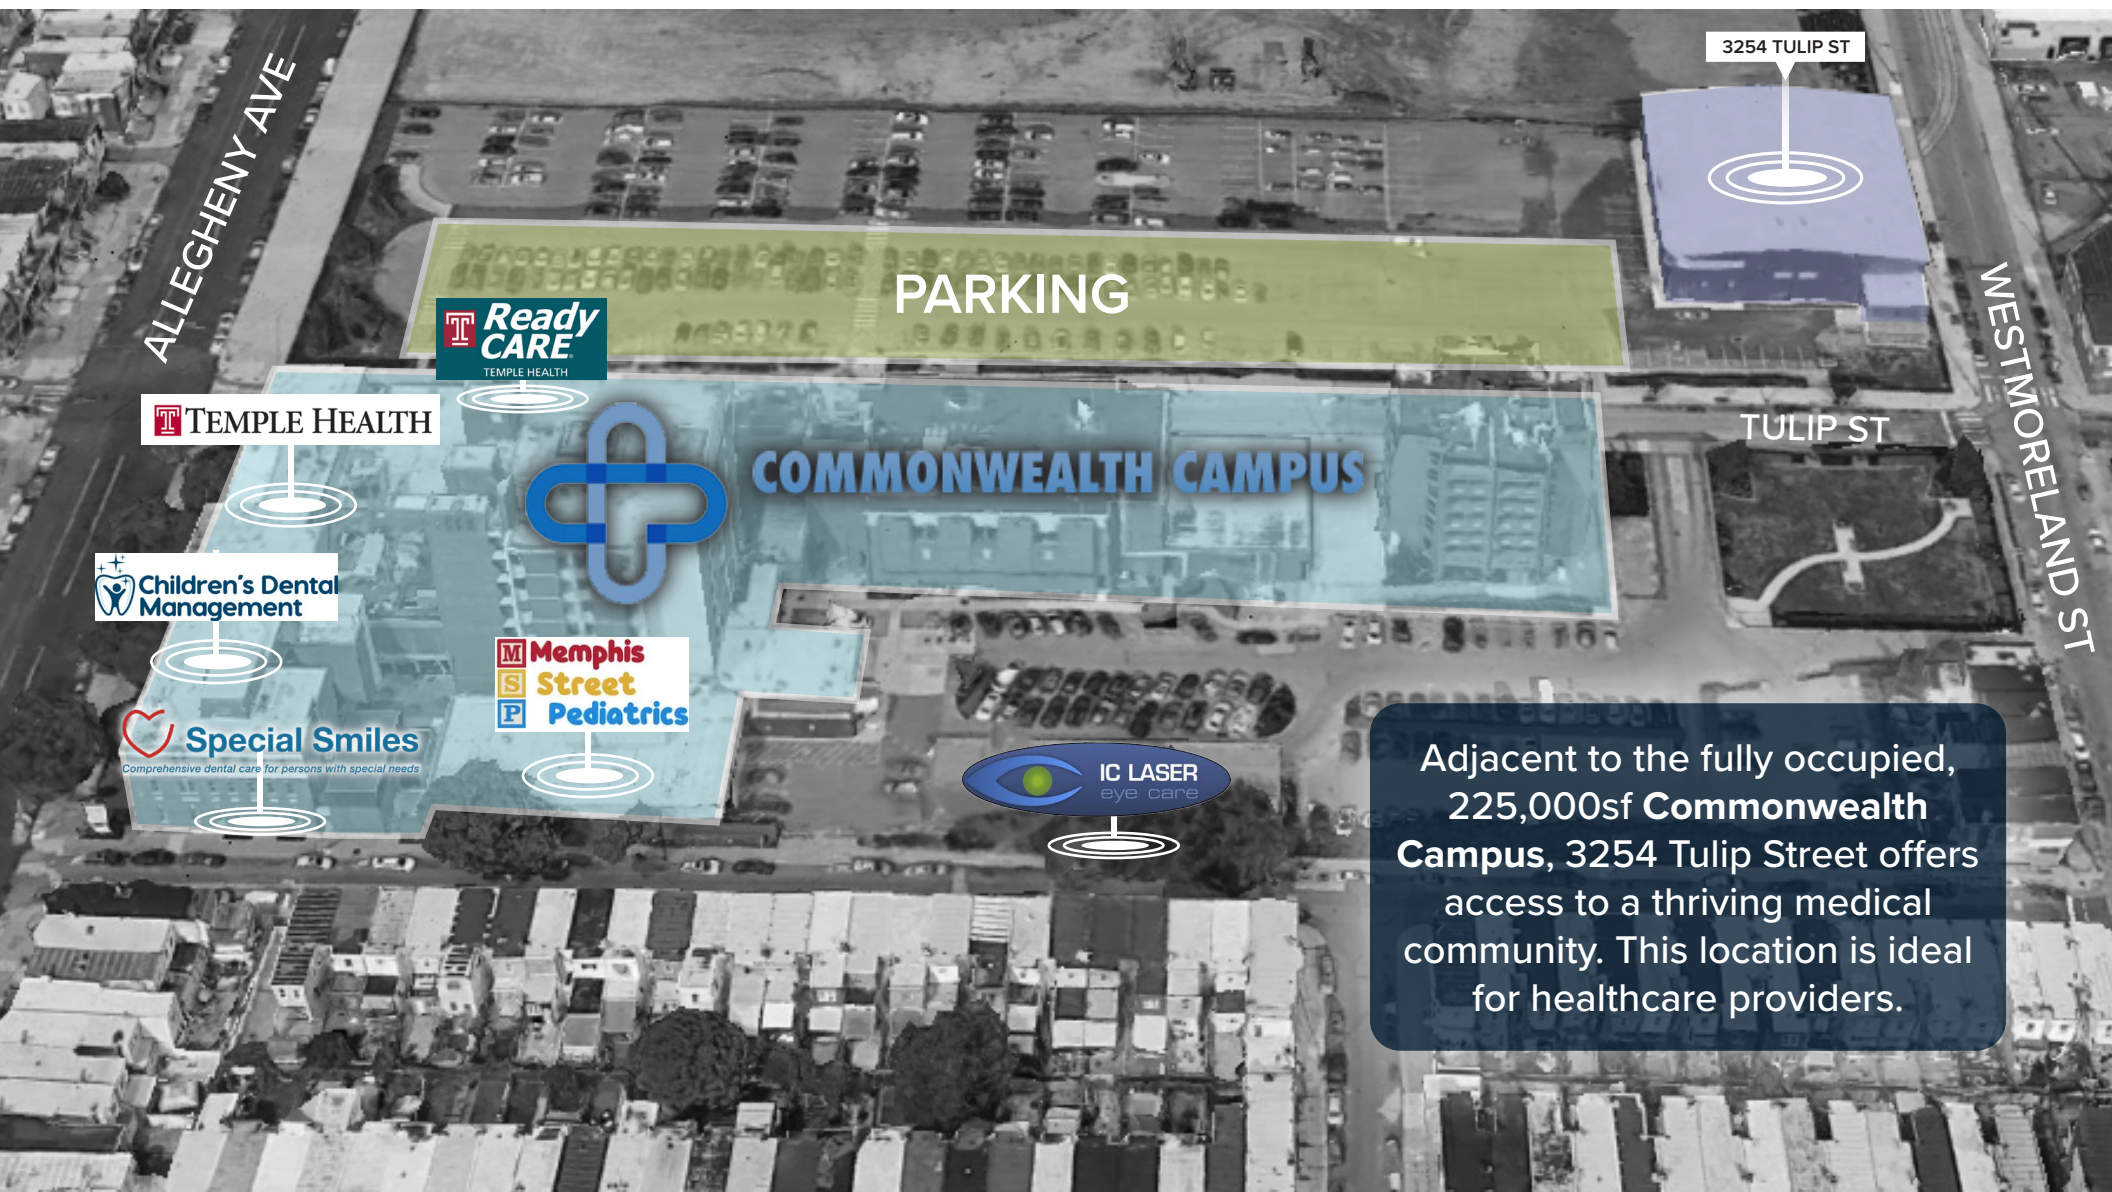 3254 TULIP ST
ALLEGHENY AVE
PARKING
T Ready
CARE
TEMPLE HEALTH
T TEMPLE HEALTH
COMMONWEALTH CAMPUS
TULIP ST
WESTMORELAND ST
Children's Dental
Management
M Memphis
S Street
P Pediatrics
Special Smiles
Comprehensive dental care for persons with special needs
IC LASER
eye care
Adjacent to the fully occupied,
225,000sf Commonwealth
Campus, 3254 Tulip Street offers
access to a thriving medical
community. This location is ideal
for healthcare providers.